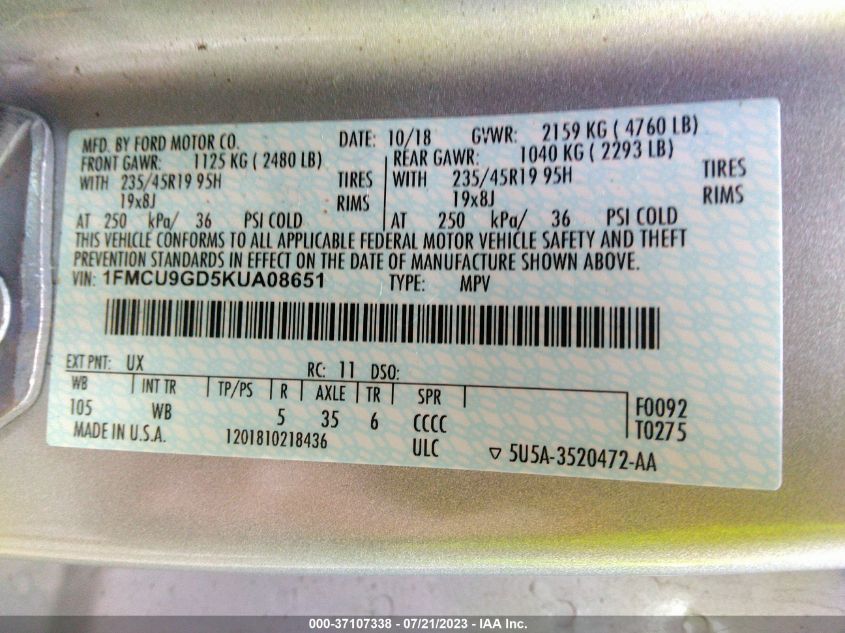 MFD. BY FORD MOTOR CO. DATE: 10/18 GVWR: 2159 KG ( 4760 LB)
FRONT GAWR: 1125 KG ( 2480 LB) REAR GAWR: 1040 KG ( 2293 LB)
WITH 235/45R19 95H TIRES WITH 235/45R19 95H TIRES
19x8J RIMS 19x8J RIMS
AT 250 kPa/ 36 PSI COLD AT 250 kPa/ 36 PSI COLD
THIS VEHICLE CONFORMS TO ALL APPLICABLE FEDERAL MOTOR VEHICLE SAFETY AND THEFT
PREVENTION STANDARDS IN EFFECT ON THE DATE OF MANUFACTURE SHOWN ABOVE.
VIN: 1FMCU9GD5KUA08651 TYPE: MPV
EXT PNT: UX RC: 11 DSO:
WB INT TR TP/PS R AXLE TR SPR
105 WB 5 35 6 CCCC F0092
MADE IN U.S.A. 1201810218436 ULC T0275
▽ 5U5A-3520472-AA
000-37107338 - 07/21/2023 - IAA Inc.